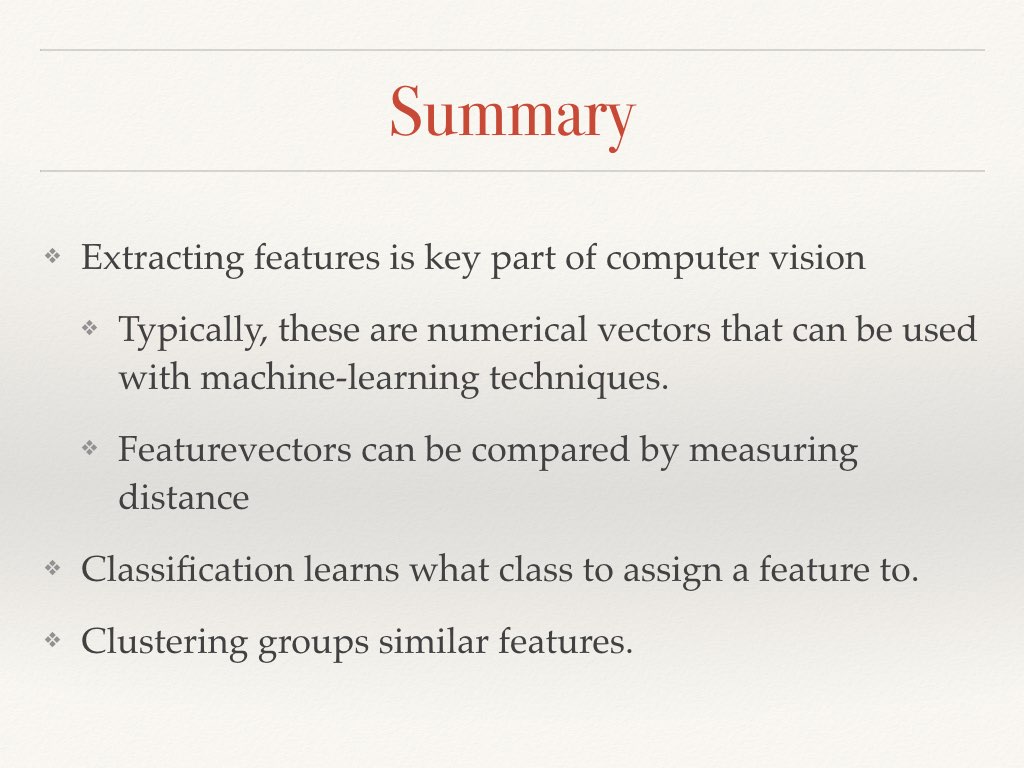 Summary
Extracting features is key part of computer vision
Typically, these are numerical vectors that can be used
with machine-learning techniques.
Featurevectors can be compared by measuring
distance
Classification learns what class to assign a feature to.
Clustering groups similar features.